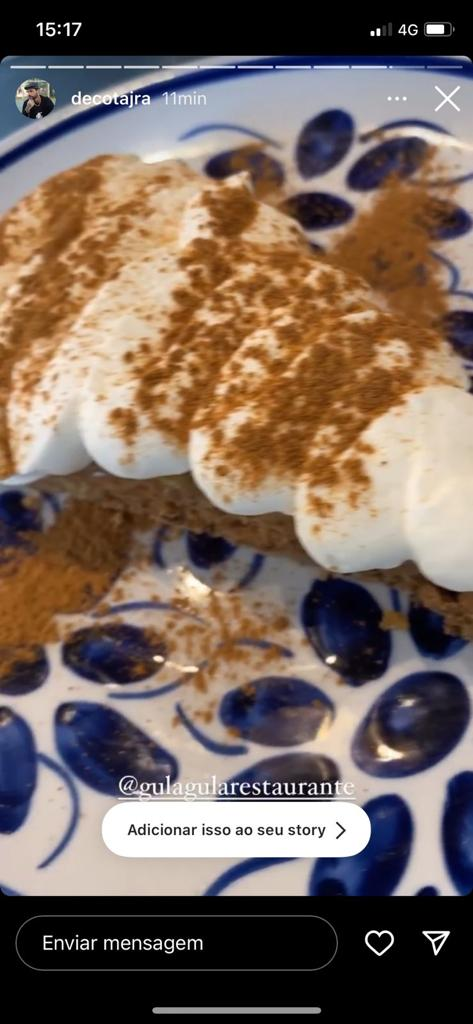 15:17
4G
decotajra 11min
@gulagularestaurante
Adicionar isso ao seu story
Enviar mensagem